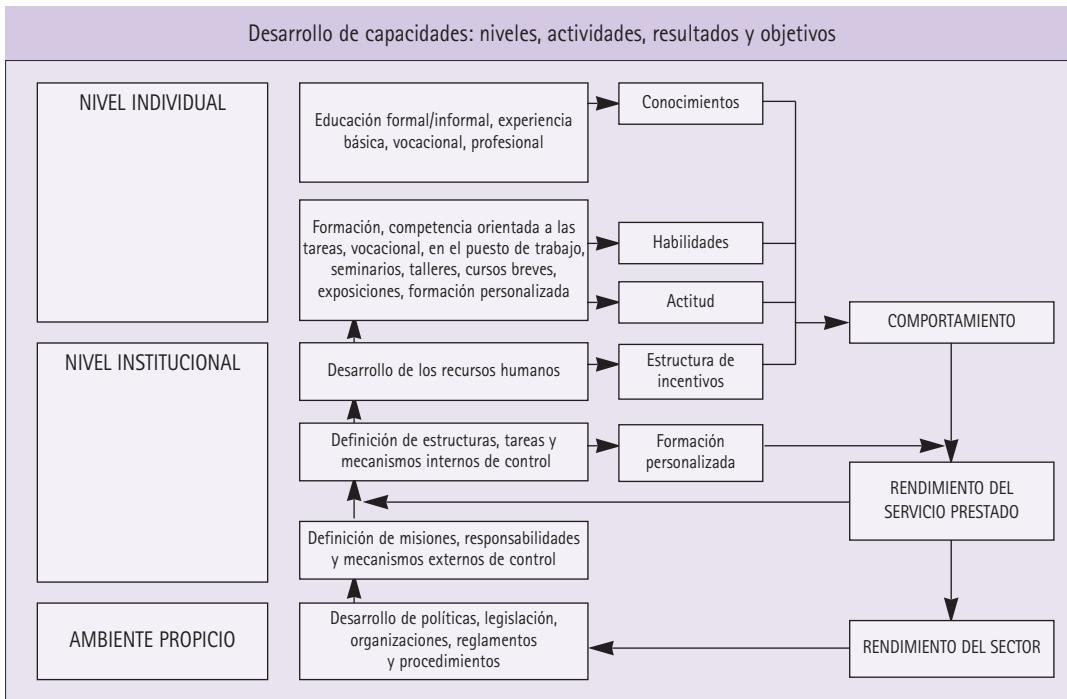 Desarrollo de capacidades: niveles, actividades, resultados y objetivos
NIVEL INDIVIDUAL
Educación formal/informal, experiencia
básica, vocacional, profesional
Conocimientos
Formación, competencia orientada a las
tareas, vocacional, en el puesto de trabajo,
seminarios, talleres, cursos breves,
exposiciones, formación personalizada
Habilidades
Actitud
COMPORTAMIENTO
NIVEL INSTITUCIONAL
Desarrollo de los recursos humanos
Estructura de
incentivos
Definición de estructuras, tareas y
mecanismos internos de control
Formación
personalizada
RENDIMIENTO DEL
SERVICIO PRESTADO
Definición de misiones, responsabilidades
y mecanismos externos de control
AMBIENTE PROPICIO
Desarrollo de políticas, legislación,
organizaciones, reglamentos
y procedimientos
RENDIMIENTO DEL SECTOR